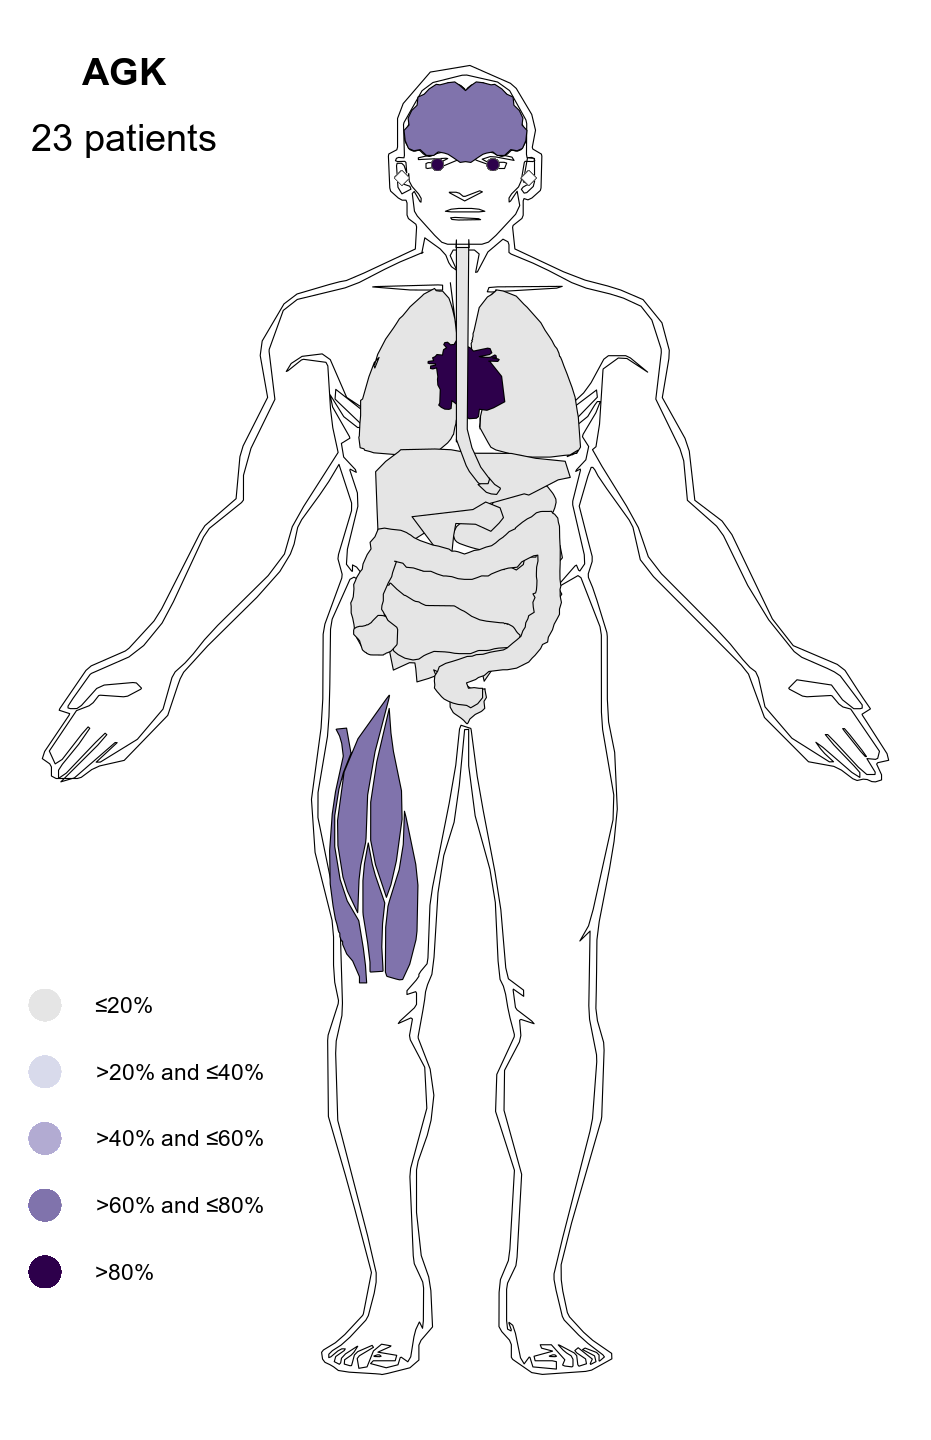 AGK
23 patients
≤20%
>20% and ≤40%
>40% and ≤60%
>60% and ≤80%
>80%